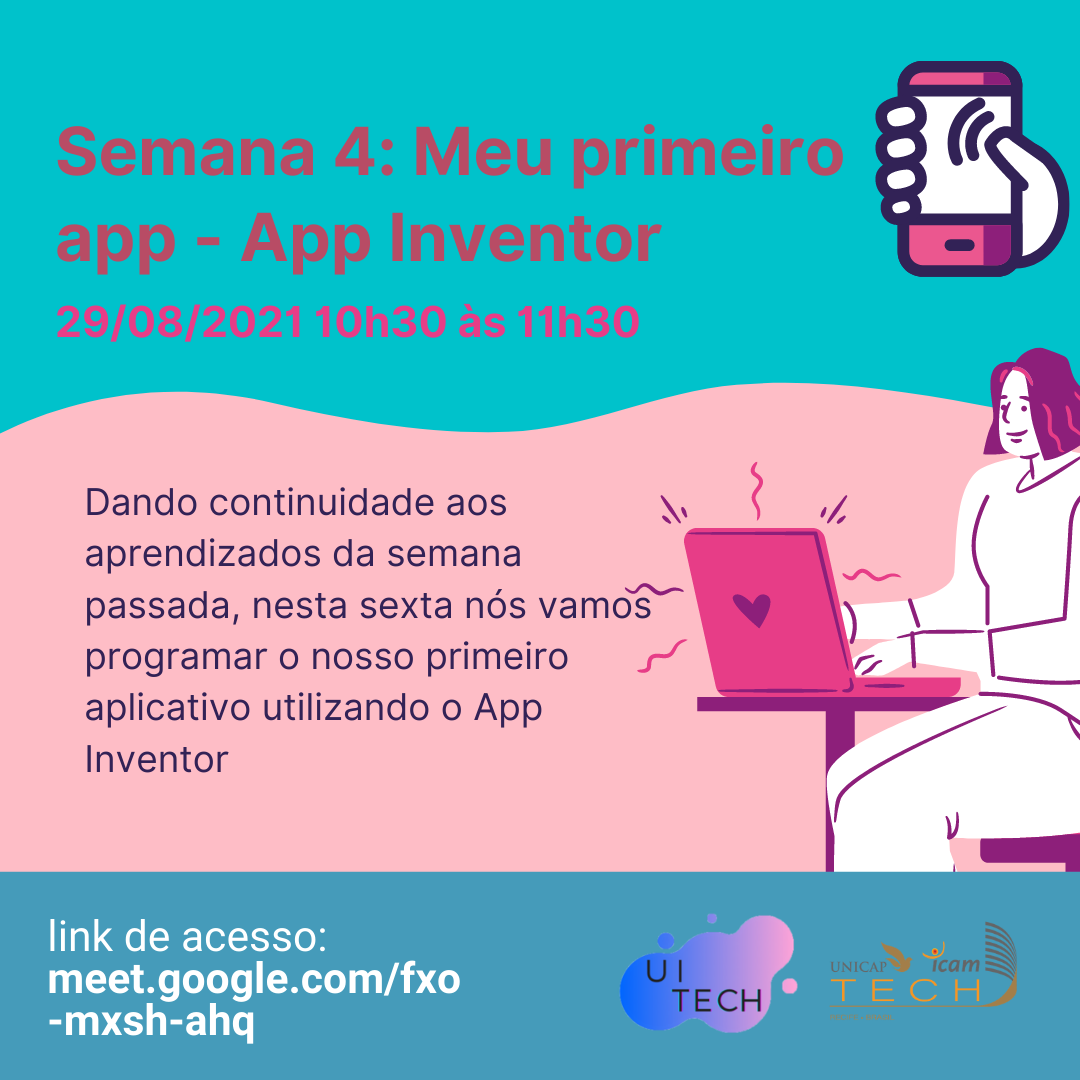 Semana 4: Meu primeiro
app - App Inventor
29/08/2021 10h30 às 11h30
Dando continuidade aos
aprendizados da semana
passada, nesta sexta nós vamos
programar o nosso primeiro
aplicativo utilizando o App
Inventor
link de acesso:
meet.google.com/fxo
-mxsh-ahq
UI
TECH
UNICAP icam
TECH